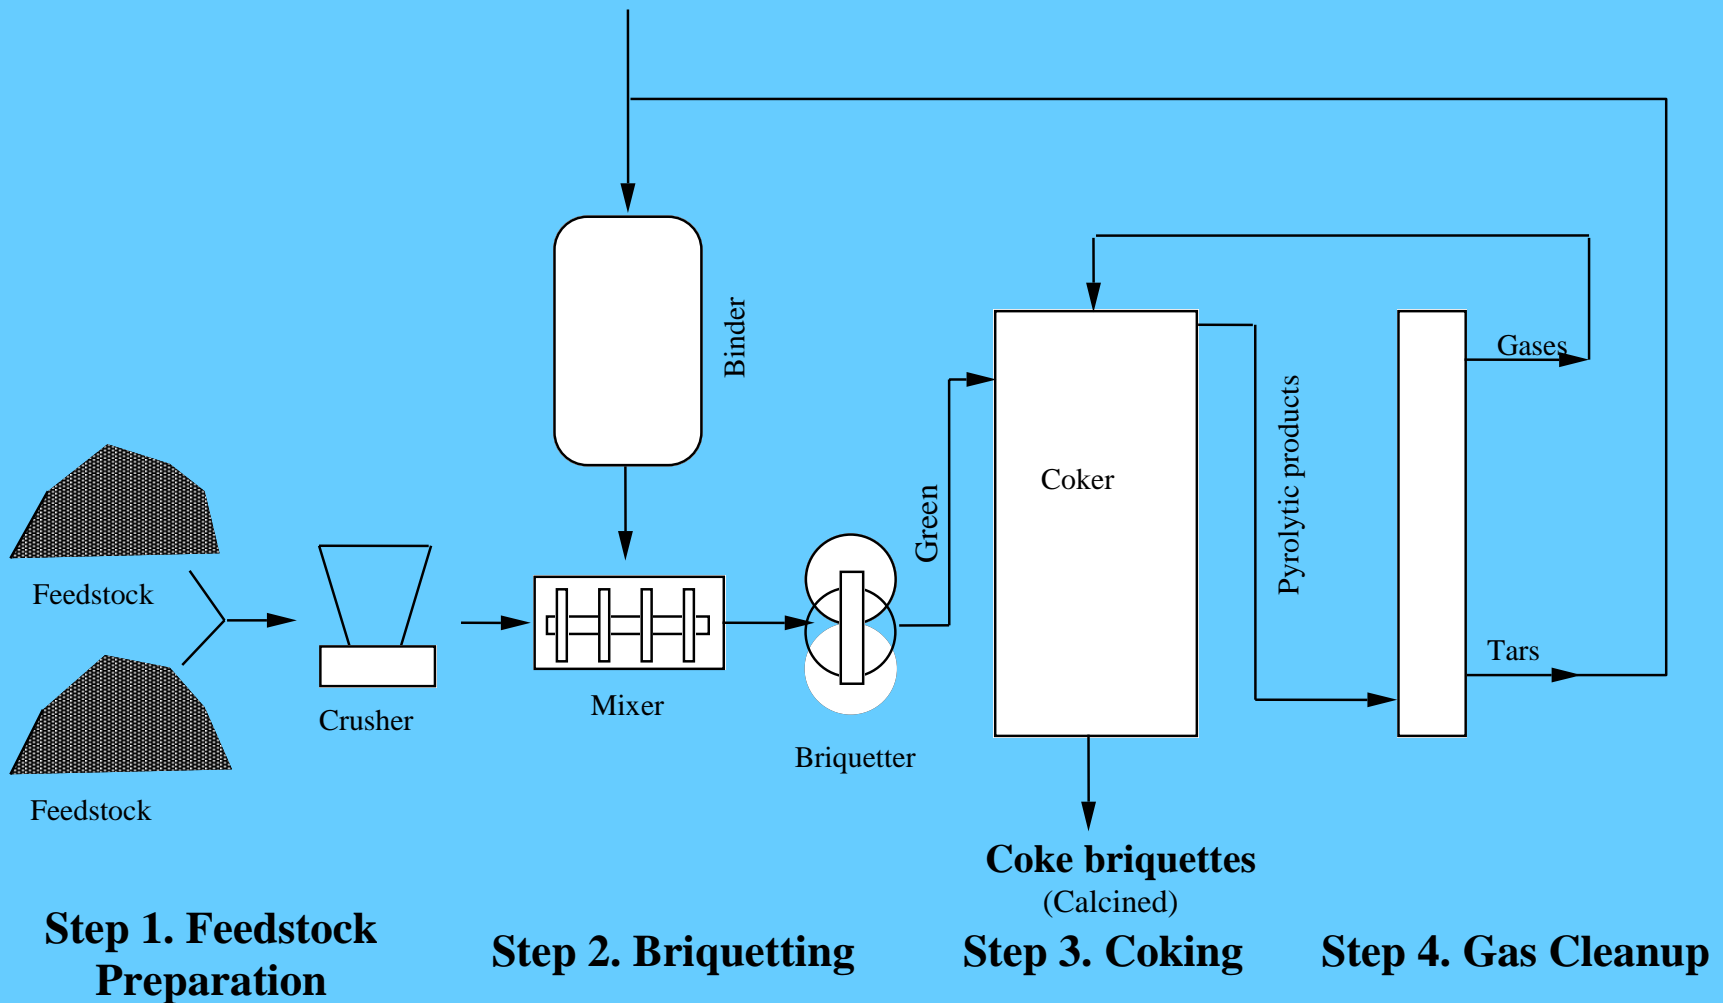 Binder
Gases
Pyrolytic products
Coker
Green
Feedstock
Tars
Mixer
Crusher
Briquetter
Feedstock
Coke briquettes
(Calcined)
Step 1. Feedstock
Preparation
Step 2. Briquetting
Step 3. Coking
Step 4. Gas Cleanup